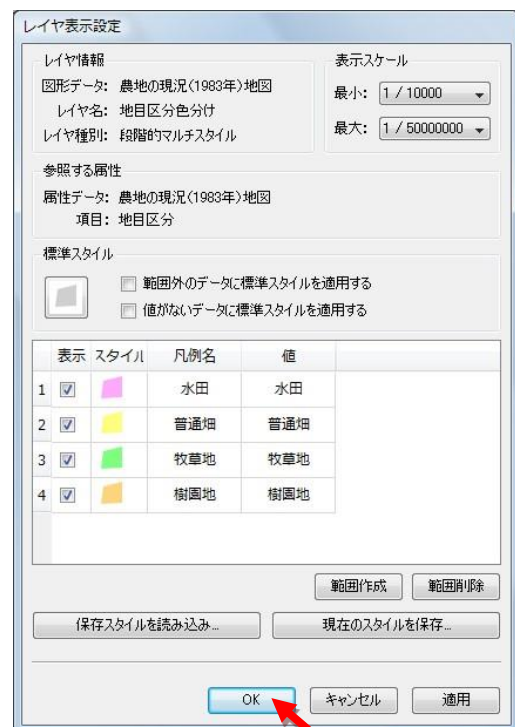 レイヤ表示設定
レイヤ情報
図形データ: 農地の現況(1983年)地図
レイヤ名: 地目区分色分け
レイヤ種別: 段階的マルチスタイル
表示スケール
最小: 1 / 10000
最大: 1 / 50000000
参照する属性
属性データ: 農地の現況(1983年)地図
項目: 地目区分
標準スタイル
範囲外のデータに標準スタイルを適用する
値がないデータに標準スタイルを適用する
表示 スタイル 凡例名 値
1 水田 水田
2 普通畑 普通畑
3 牧草地 牧草地
4 樹園地 樹園地
範囲作成 範囲削除
保存スタイルを読み込み... 現在のスタイルを保存...
OK キャンセル 適用